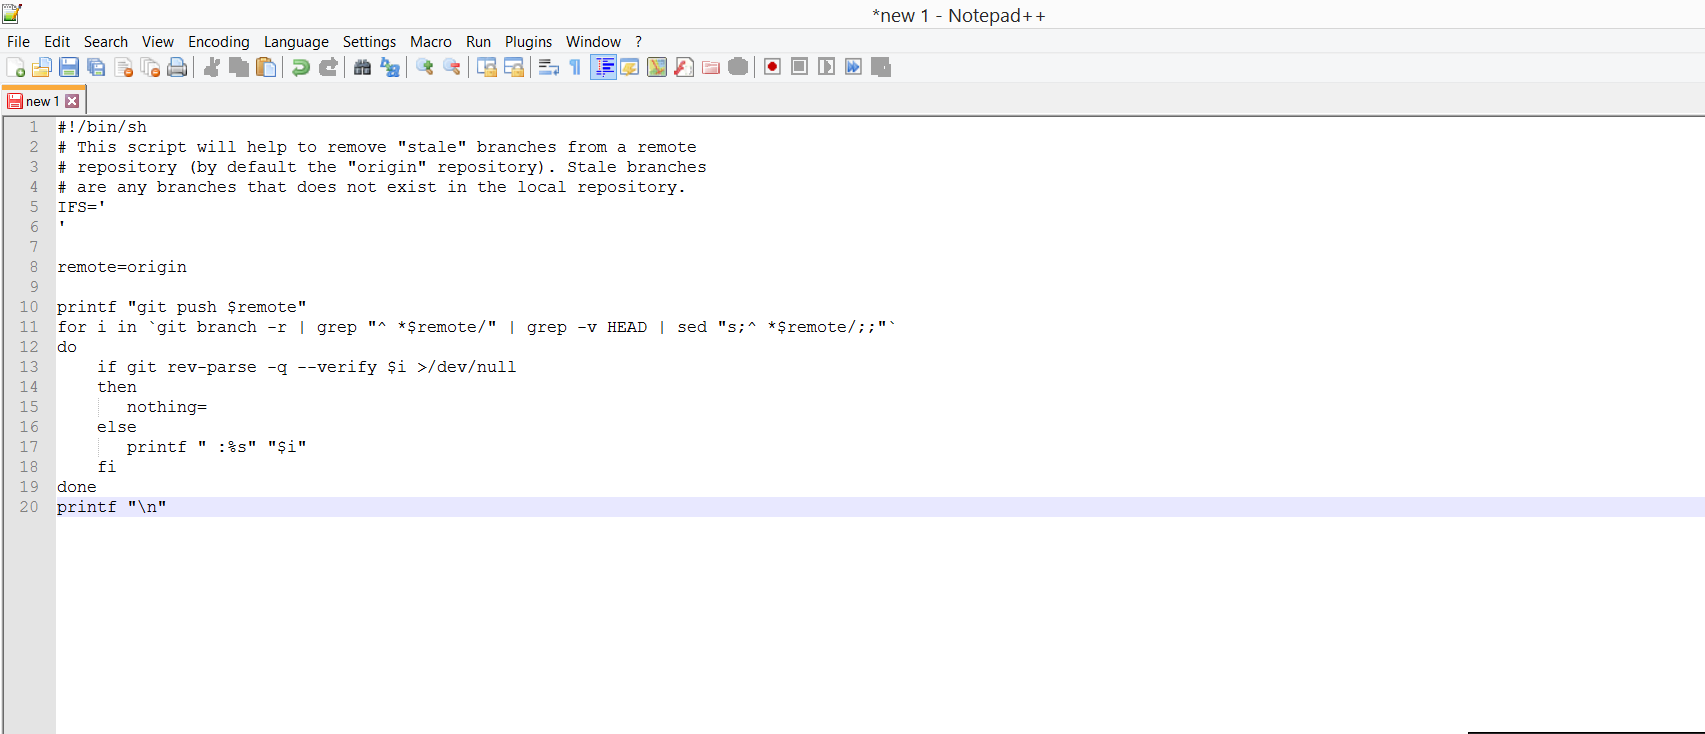 *new 1 - Notepad++
File Edit Search View Encoding Language Settings Macro Run Plugins Window ?
new 1
1 #!/bin/sh
2 # This script will help to remove "stale" branches from a remote
3 # repository (by default the "origin" repository). Stale branches
4 # are any branches that does not exist in the local repository.
5 IFS='
6 '
7
8 remote=origin
9
10 printf "git push $remote"
11 for i in `git branch -r | grep "^ *$remote/" | grep -v HEAD | sed "s;^ *$remote/;;"`
12 do
13     if git rev-parse -q --verify $i >/dev/null
14     then
15        nothing=
16     else
17        printf " :%s" "$i"
18     fi
19 done
20 printf "\n"